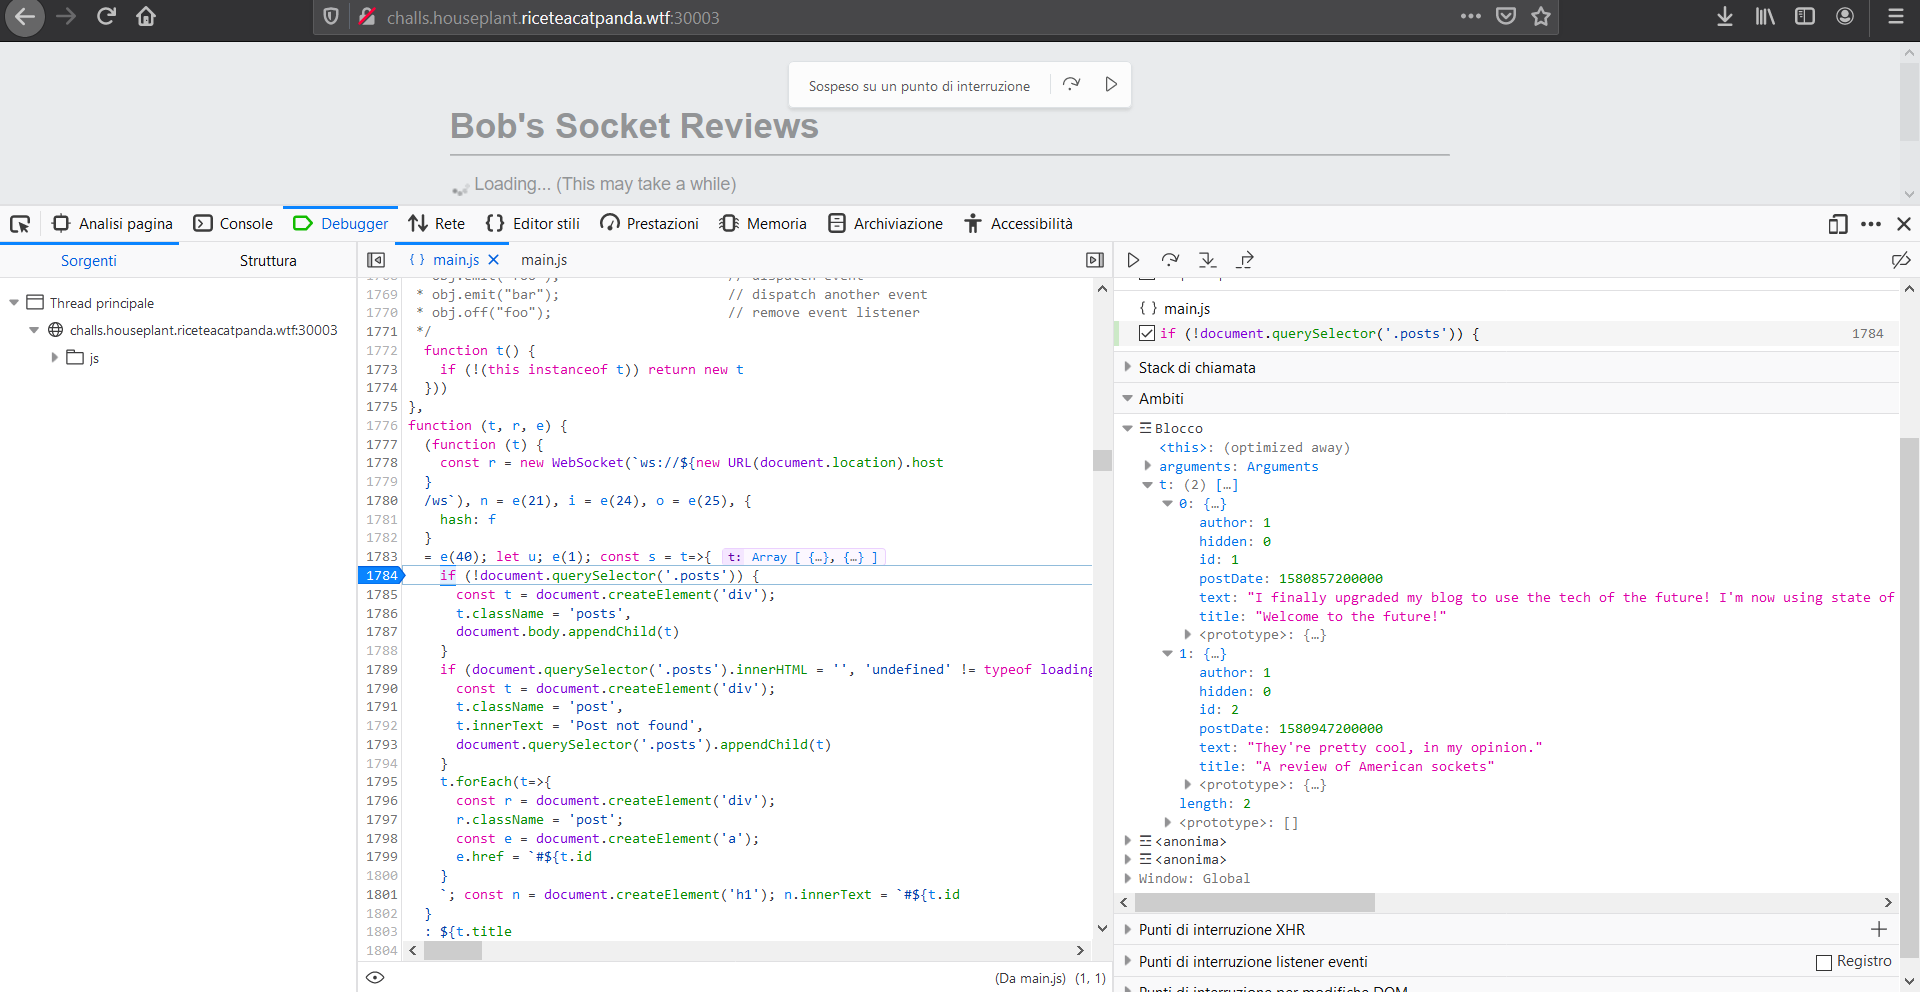 challs.houseplant.riceteacatpanda.wtf:30003
Sospeso su un punto di interruzione
Bob's Socket Reviews
Loading... (This may take a while)
Analisi pagina
Console
Debugger
Rete
Editor stili
Prestazioni
Memoria
Archiviazione
Accessibilità
Sorgenti
Struttura
Thread principale
challs.houseplant.riceteacatpanda.wtf:30003
js
{ } main.js
main.js
1769 * obj.emit("bar"); // dispatch another event
1770 * obj.off("foo"); // remove event listener
1771 */
1772 function t() {
1773 if (!(this instanceof t)) return new t
1774 }))
1775 },
1776 function (t, r, e) {
1777 (function (t) {
1778 const r = new WebSocket(`ws://${new URL(document.location).host
1779 }
1780 /ws`), n = e(21), i = e(24), o = e(25), {
1781 hash: f
1782 }
1783 = e(40); let u; e(1); const s = t=>{ t: Array [ {…}, {…} ]
1784 if (!document.querySelector('.posts')) {
1785 const t = document.createElement('div');
1786 t.className = 'posts',
1787 document.body.appendChild(t)
1788 }
1789 if (document.querySelector('.posts').innerHTML = '', 'undefined' != typeof loading
1790 const t = document.createElement('div');
1791 t.className = 'post',
1792 t.innerText = 'Post not found',
1793 document.querySelector('.posts').appendChild(t)
1794 }
1795 t.forEach(t=>{
1796 const r = document.createElement('div');
1797 r.className = 'post';
1798 const e = document.createElement('a');
1799 e.href = `#${t.id
1800 }
1801 `; const n = document.createElement('h1'); n.innerText = `#${t.id
1802 }
1803 : ${t.title
1804
(Da main.js) (1, 1)
{ } main.js
if (!document.querySelector('.posts')) { 1784
Stack di chiamata
Ambiti
Blocco
<this>: (optimized away)
arguments: Arguments
t: (2) […]
0: {…}
author: 1
hidden: 0
id: 1
postDate: 1580857200000
text: "I finally upgraded my blog to use the tech of the future! I'm now using state of
title: "Welcome to the future!"
<prototype>: {…}
1: {…}
author: 1
hidden: 0
id: 2
postDate: 1580947200000
text: "They're pretty cool, in my opinion."
title: "A review of American sockets"
<prototype>: {…}
length: 2
<prototype>: []
<anonima>
<anonima>
Window: Global
Punti di interruzione XHR
Punti di interruzione listener eventi
Registro
Punti di interruzione per modifiche DOM